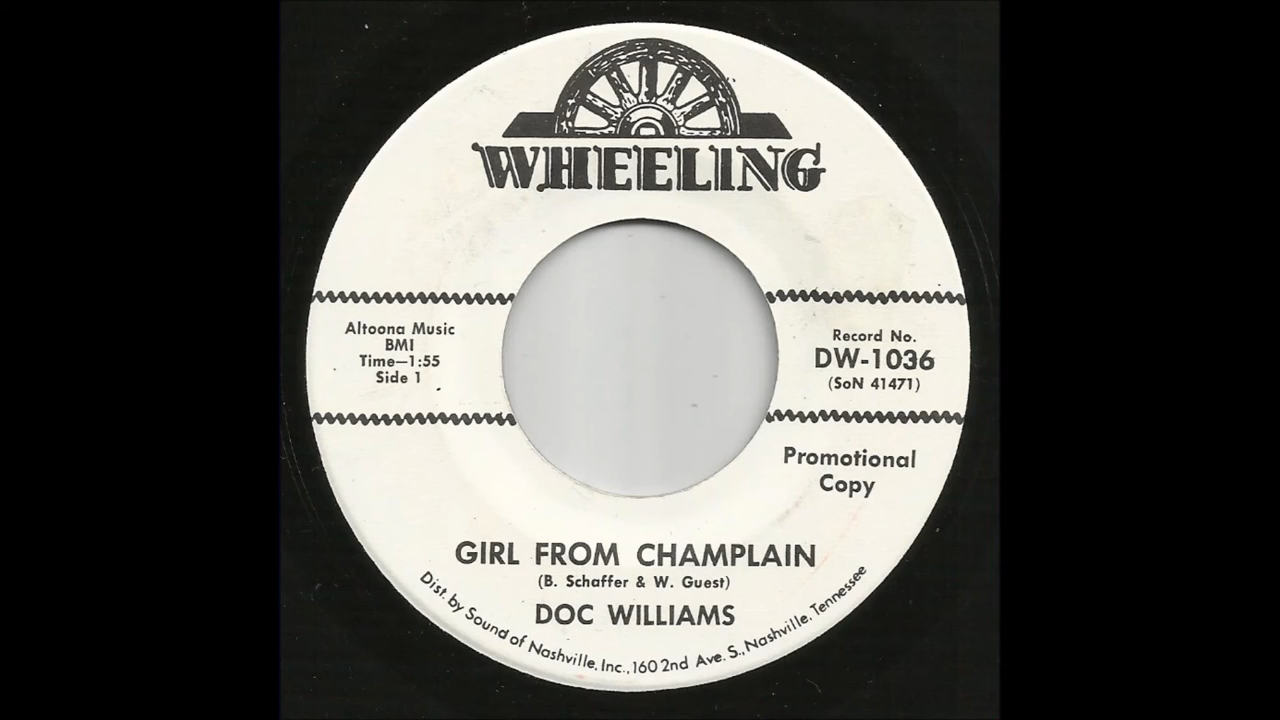 WHEELING
Altoona Music
BMI
Time—1:55
Side 1
Record No.
DW-1036
(SoN 41471)
Promotional
Copy
GIRL FROM CHAMPLAIN
(B. Schaffer & W. Guest)
DOC WILLIAMS
Dist. by Sound of Nashville, Inc., 160 2nd Ave. S., Nashville, Tennessee